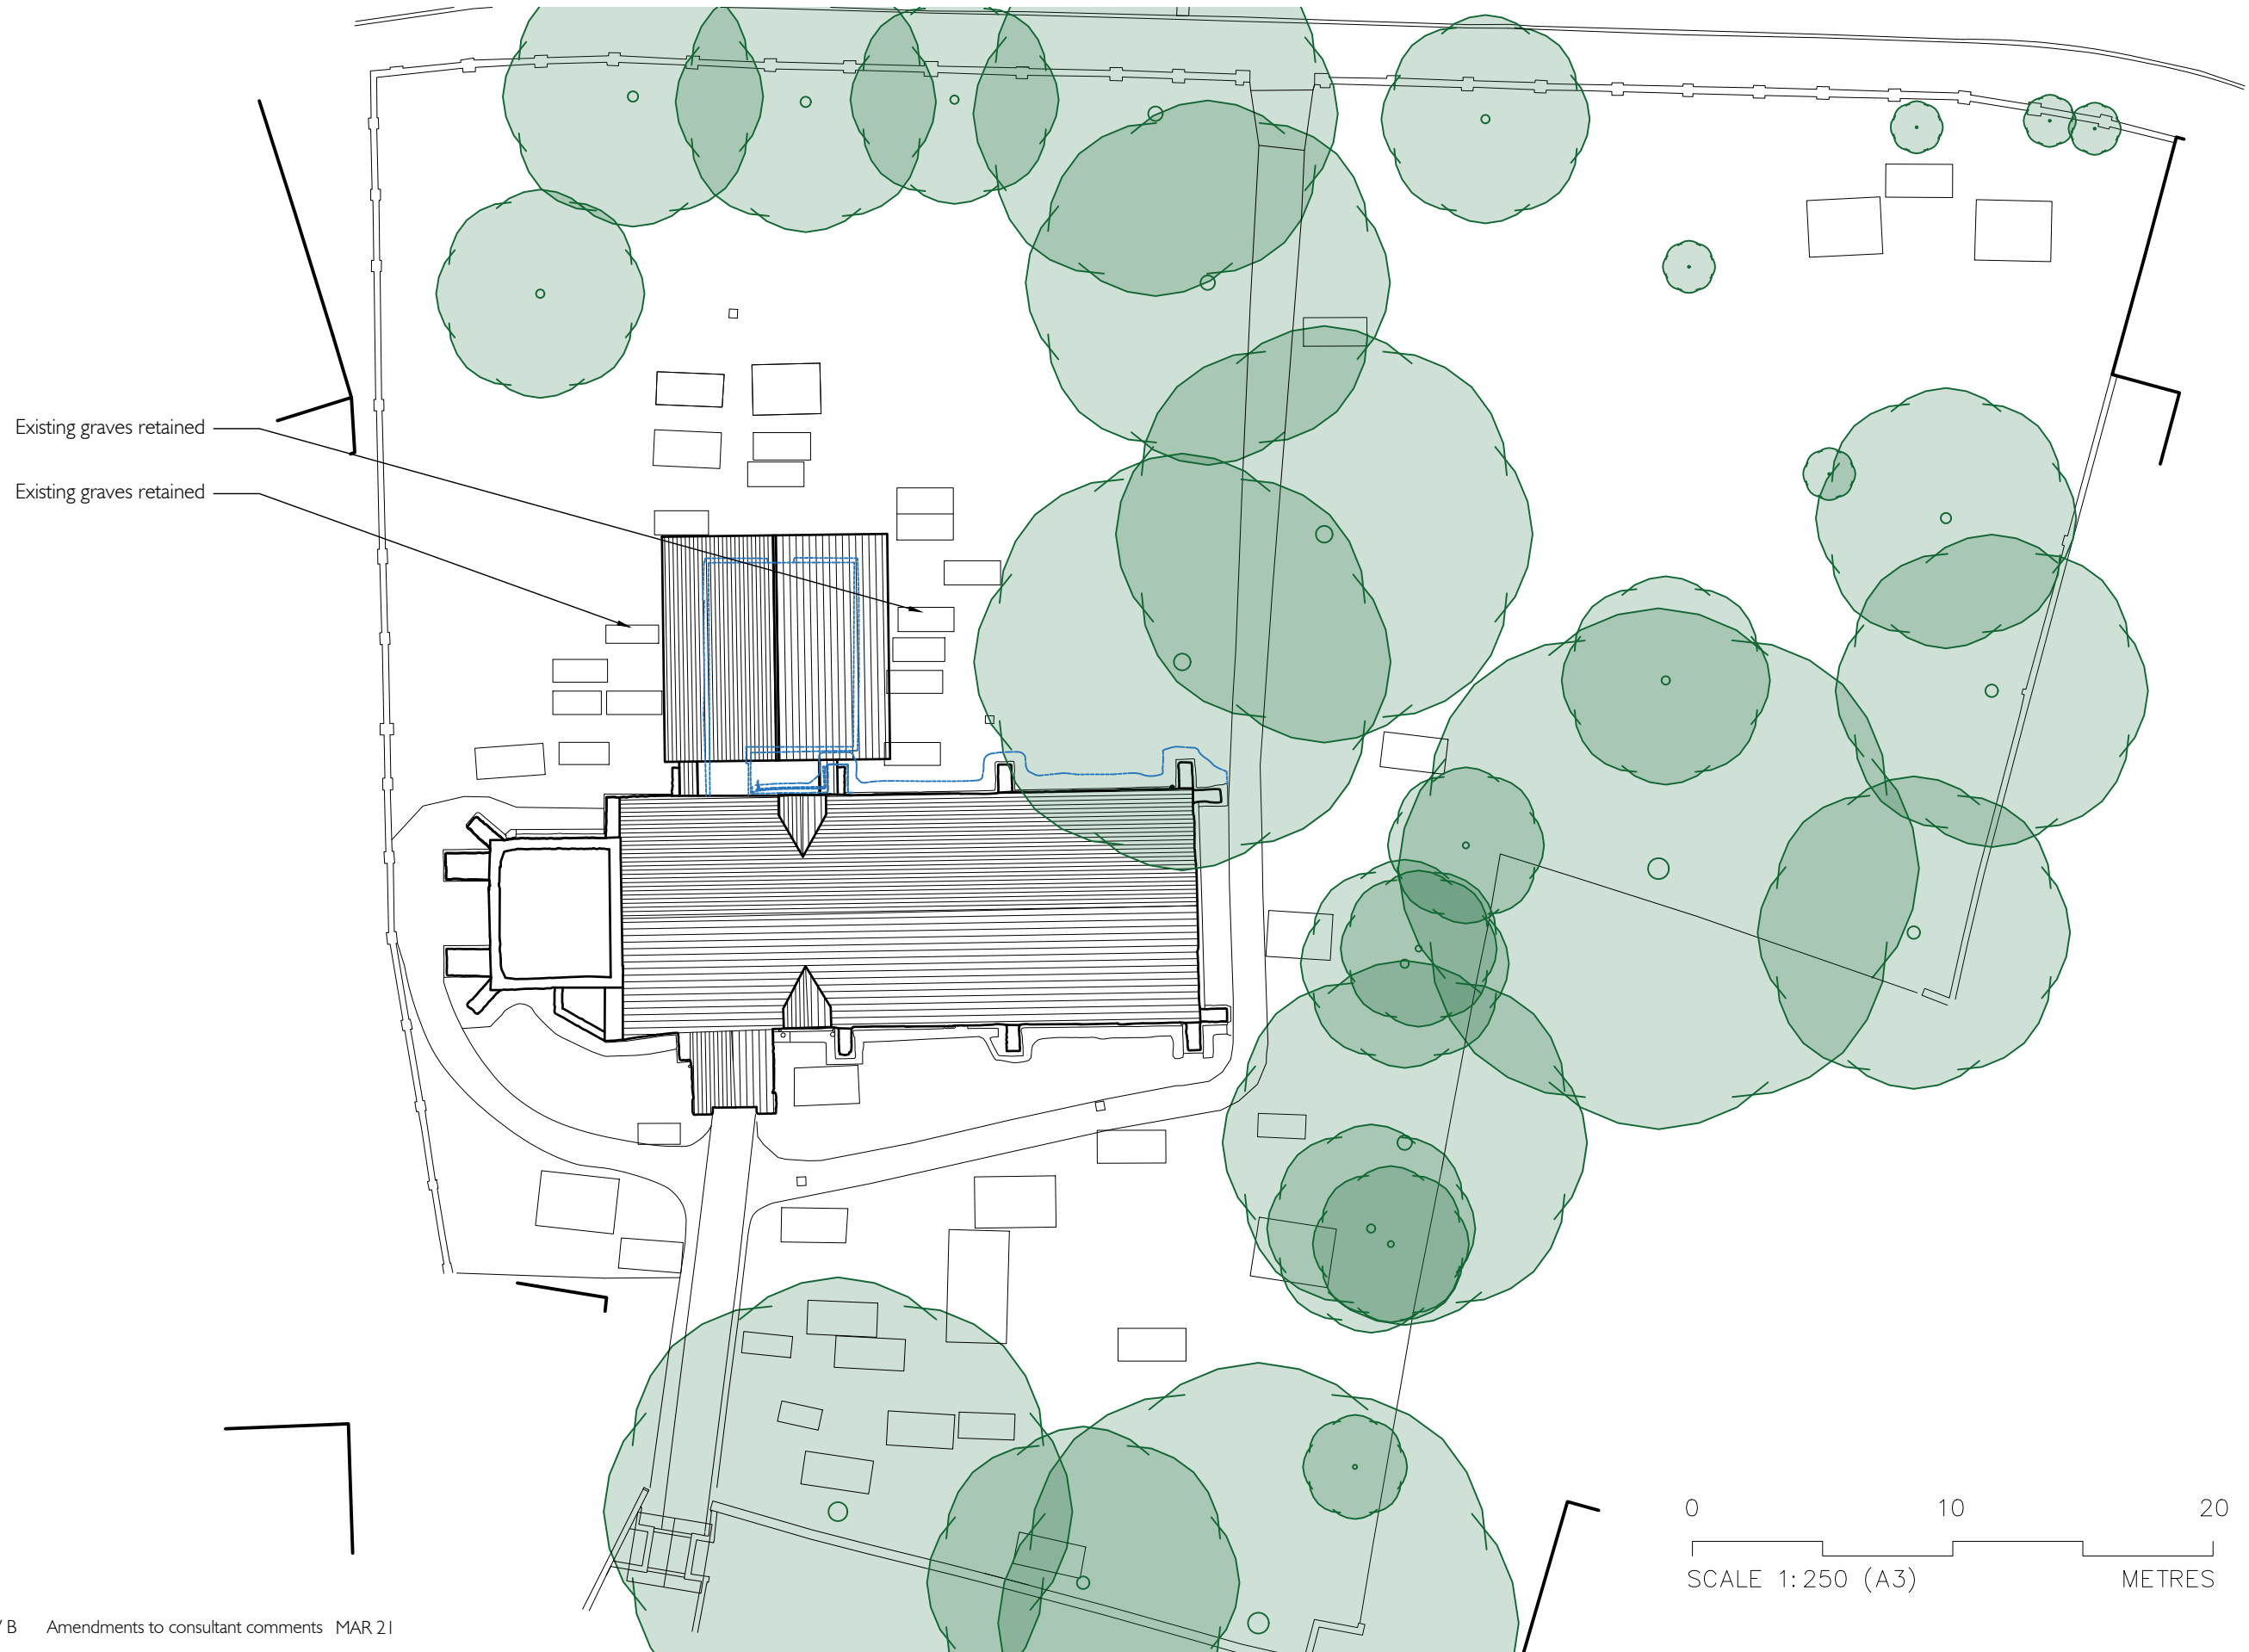 Existing graves retained
Existing graves retained
0 10 20
SCALE 1:250 (A3) METRES
B Amendments to consultant comments MAR 21